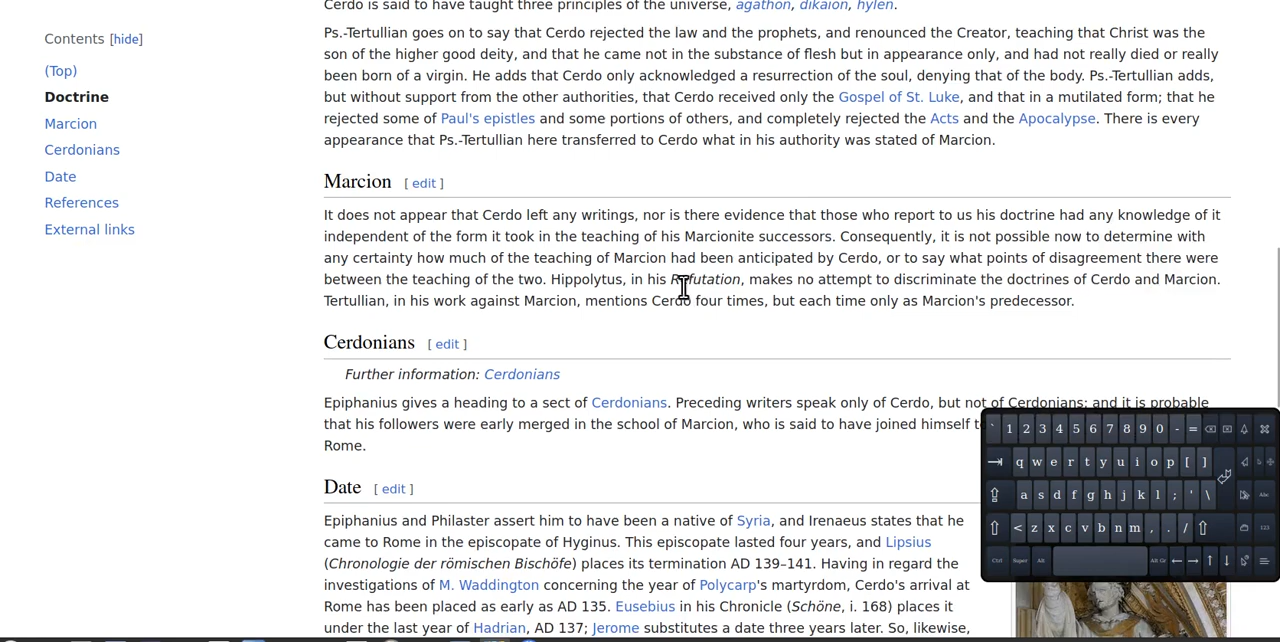 Cerdo is said to have taught three principles of the universe, agathon, dikaion, hylen.
Contents [hide]
(Top)
Doctrine
Marcion
Cerdonians
Date
References
External links
Ps.-Tertullian goes on to say that Cerdo rejected the law and the prophets, and renounced the Creator, teaching that Christ was the
son of the higher good deity, and that he came not in the substance of flesh but in appearance only, and had not really died or really
been born of a virgin. He adds that Cerdo only acknowledged a resurrection of the soul, denying that of the body. Ps.-Tertullian adds,
but without support from the other authorities, that Cerdo received only the Gospel of St. Luke, and that in a mutilated form; that he
rejected some of Paul's epistles and some portions of others, and completely rejected the Acts and the Apocalypse. There is every
appearance that Ps.-Tertullian here transferred to Cerdo what in his authority was stated of Marcion.
Marcion [ edit ]
It does not appear that Cerdo left any writings, nor is there evidence that those who report to us his doctrine had any knowledge of it
independent of the form it took in the teaching of his Marcionite successors. Consequently, it is not possible now to determine with
any certainty how much of the teaching of Marcion had been anticipated by Cerdo, or to say what points of disagreement there were
between the teaching of the two. Hippolytus, in his Refutation, makes no attempt to discriminate the doctrines of Cerdo and Marcion.
Tertullian, in his work against Marcion, mentions Cerdo four times, but each time only as Marcion's predecessor.
Cerdonians [ edit ]
Further information: Cerdonians
Epiphanius gives a heading to a sect of Cerdonians. Preceding writers speak only of Cerdo, but not of Cerdonians; and it is probable
that his followers were early merged in the school of Marcion, who is said to have joined himself t
Rome.
Date [ edit ]
Epiphanius and Philaster assert him to have been a native of Syria, and Irenaeus states that he
came to Rome in the episcopate of Hyginus. This episcopate lasted four years, and Lipsius
(Chronologie der römischen Bischöfe) places its termination AD 139–141. Having in regard the
investigations of M. Waddington concerning the year of Polycarp's martyrdom, Cerdo's arrival at
Rome has been placed as early as AD 135. Eusebius in his Chronicle (Schöne, i. 168) places it
under the last year of Hadrian, AD 137; Jerome substitutes a date three years later. So, likewise,
` 1 2 3 4 5 6 7 8 9 0 - =
q w e r t y u i o p [ ]
a s d f g h j k l ; ' \ Abc
< z x c v b n m , . / 123
Ctrl Super Alt Alt Gr